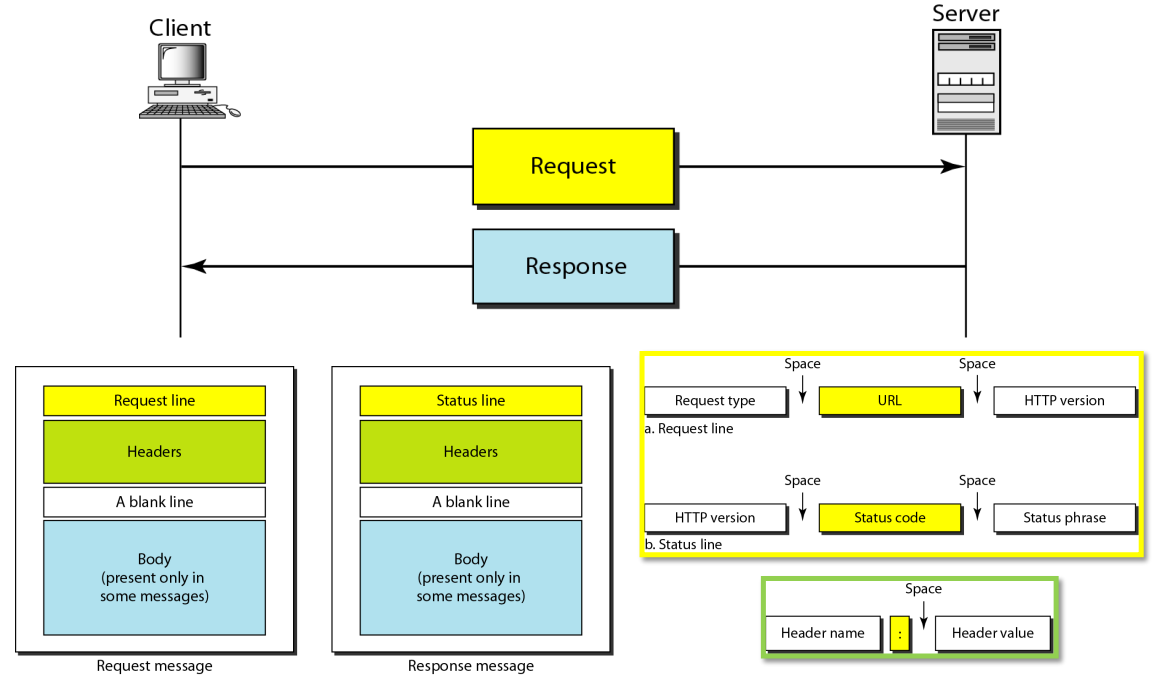 Client
Server
Request
Response
Request line
Headers
A blank line
Body
(present only in
some messages)
Request message
Status line
Headers
A blank line
Body
(present only in
some messages)
Response message
Space
Space
Request type
URL
HTTP version
a. Request line
Space
Space
HTTP version
Status code
Status phrase
b. Status line
Space
Header name
:
Header value